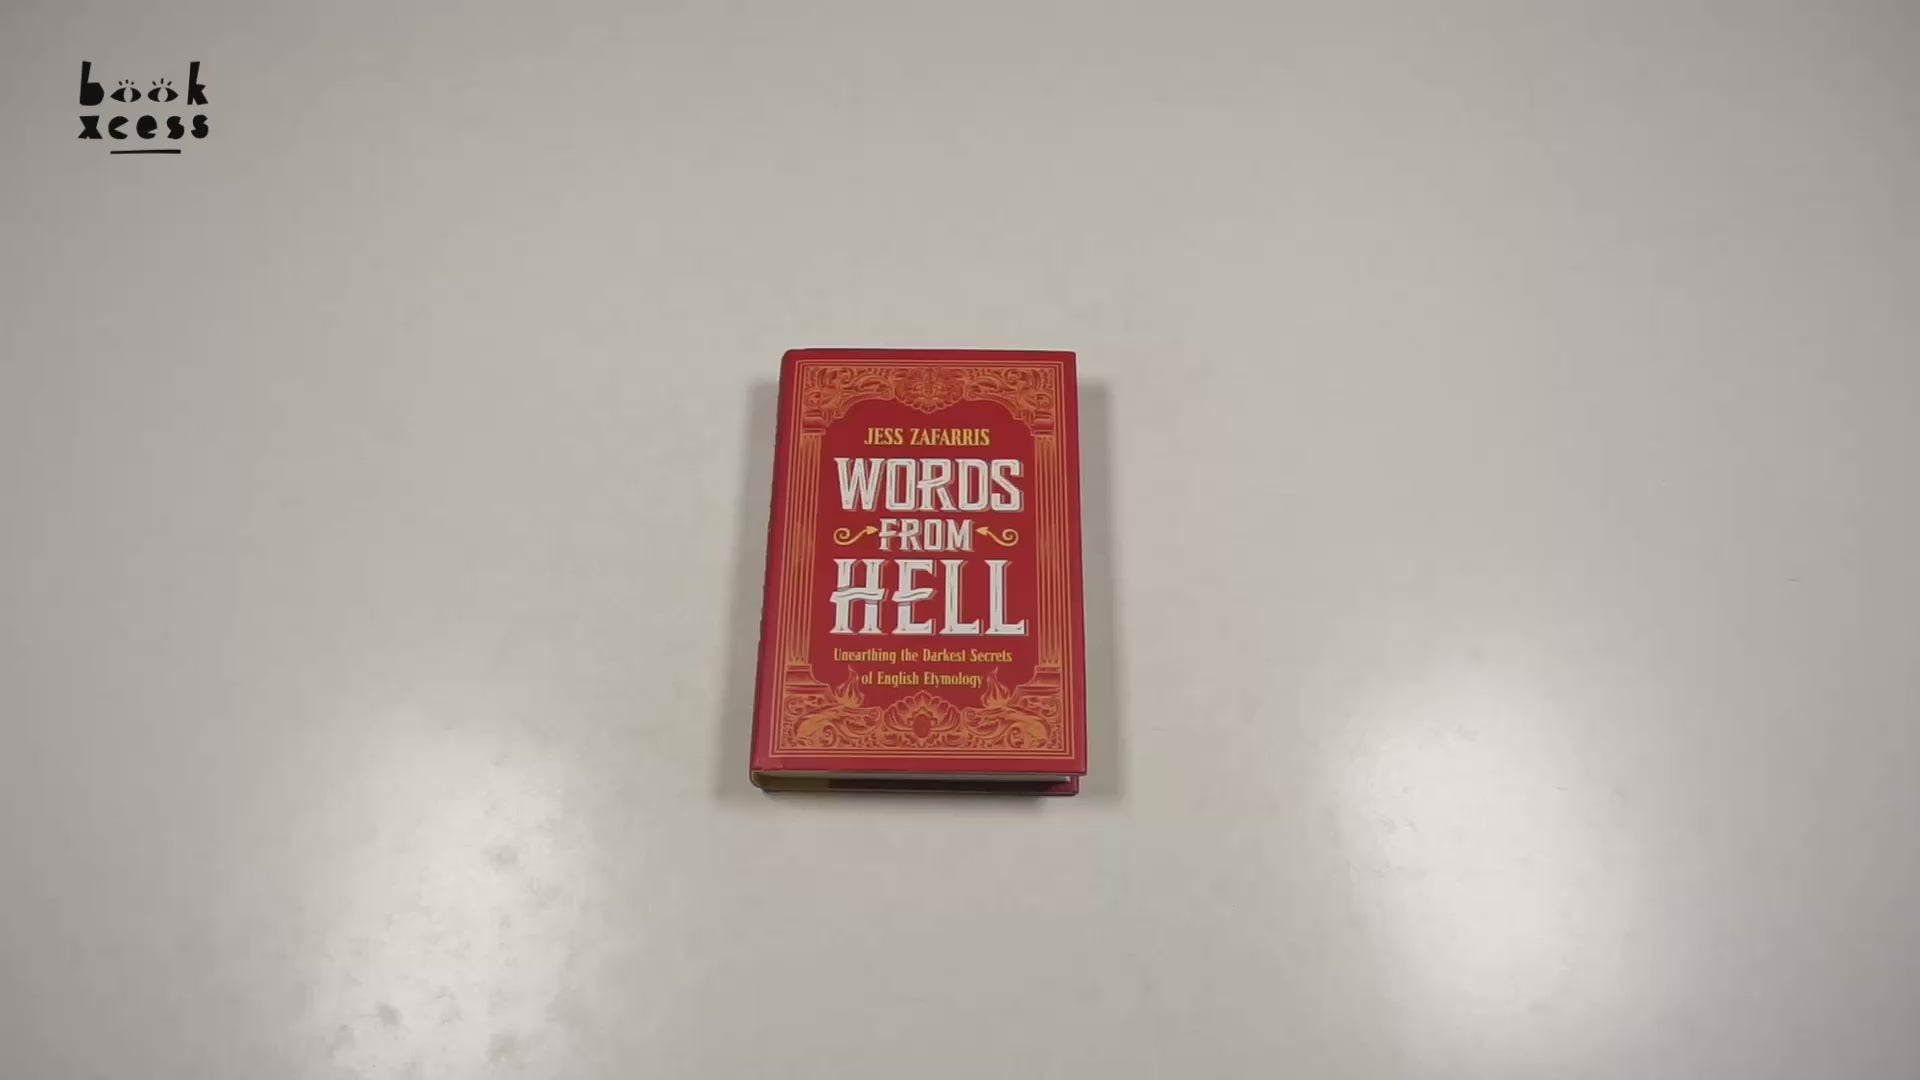 book
xcess
JESS ZAFARRIS
WORDS
FROM
HELL
Unearthing the Darkest Secrets
of English Etymology